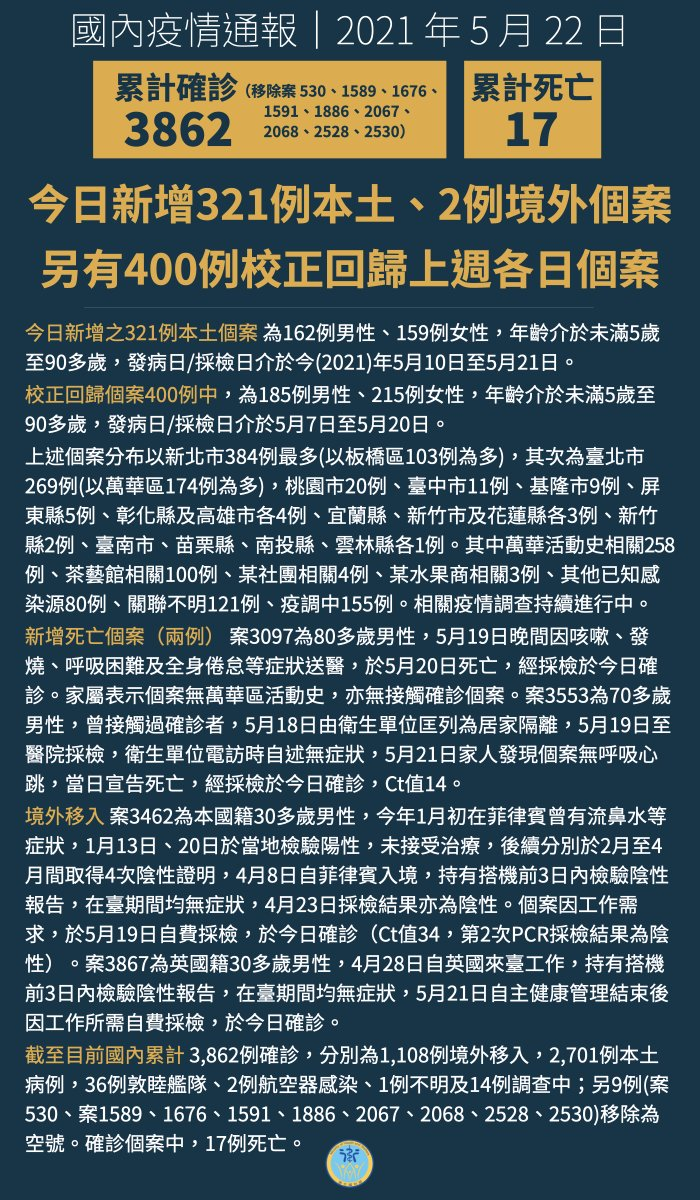 國內疫情通報｜2021 年 5 月 22 日
累計確診（移除案 530、1589、1676、
1591、1886、2067、
2068、2528、2530）
3862
累計死亡
17
今日新增321例本土、2例境外個案
另有400例校正回歸上週各日個案
今日新增之321例本土個案 為162例男性、159例女性，年齡介於未滿5歲
至90多歲，發病日/採檢日介於今(2021)年5月10日至5月21日。
校正回歸個案400例中，為185例男性、215例女性，年齡介於未滿5歲至
90多歲，發病日/採檢日介於5月7日至5月20日。
上述個案分布以新北市384例最多(以板橋區103例為多)，其次為臺北市
269例(以萬華區174例為多)，桃園市20例、臺中市11例、基隆市9例、屏
東縣5例、彰化縣及高雄市各4例、宜蘭縣、新竹市及花蓮縣各3例、新竹
縣2例、臺南市、苗栗縣、南投縣、雲林縣各1例。其中萬華活動史相關258
例、茶藝館相關100例、某社團相關4例、某水果商相關3例、其他已知感
染源80例、關聯不明121例、疫調中155例。相關疫情調查持續進行中。
新增死亡個案（兩例） 案3097為80多歲男性，5月19日晚間因咳嗽、發
燒、呼吸困難及全身倦怠等症狀送醫，於5月20日死亡，經採檢於今日確
診。家屬表示個案無萬華區活動史，亦無接觸確診個案。案3553為70多歲
男性，曾接觸過確診者，5月18日由衛生單位匡列為居家隔離，5月19日至
醫院採檢，衛生單位電訪時自述無症狀，5月21日家人發現個案無呼吸心
跳，當日宣告死亡，經採檢於今日確診，Ct值14。
境外移入 案3462為本國籍30多歲男性，今年1月初在菲律賓曾有流鼻水等
症狀，1月13日、20日於當地檢驗陽性，未接受治療，後續分別於2月至4
月間取得4次陰性證明，4月8日自菲律賓入境，持有搭機前3日內檢驗陰性
報告，在臺期間均無症狀，4月23日採檢結果亦為陰性。個案因工作需
求，於5月19日自費採檢，於今日確診（Ct值34，第2次PCR採檢結果為陰
性）。案3867為英國籍30多歲男性，4月28日自英國來臺工作，持有搭機
前3日內檢驗陰性報告，在臺期間均無症狀，5月21日自主健康管理結束後
因工作所需自費採檢，於今日確診。
截至目前國內累計 3,862例確診，分別為1,108例境外移入，2,701例本土
病例，36例敦睦艦隊、2例航空器感染、1例不明及14例調查中；另9例(案
530、案1589、1676、1591、1886、2067、2068、2528、2530)移除為
空號。確診個案中，17例死亡。